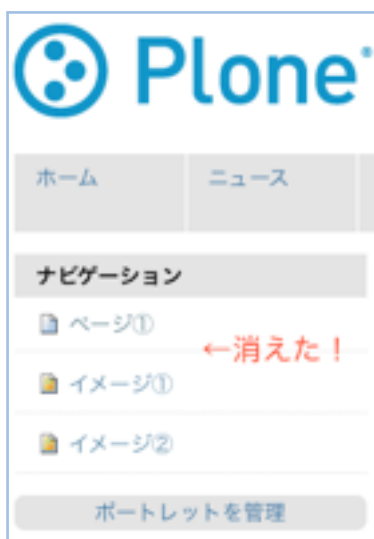 Plone®
ホーム ニュース
ナビゲーション
ページ①
←消えた！
イメージ①
イメージ②
ポートレットを管理